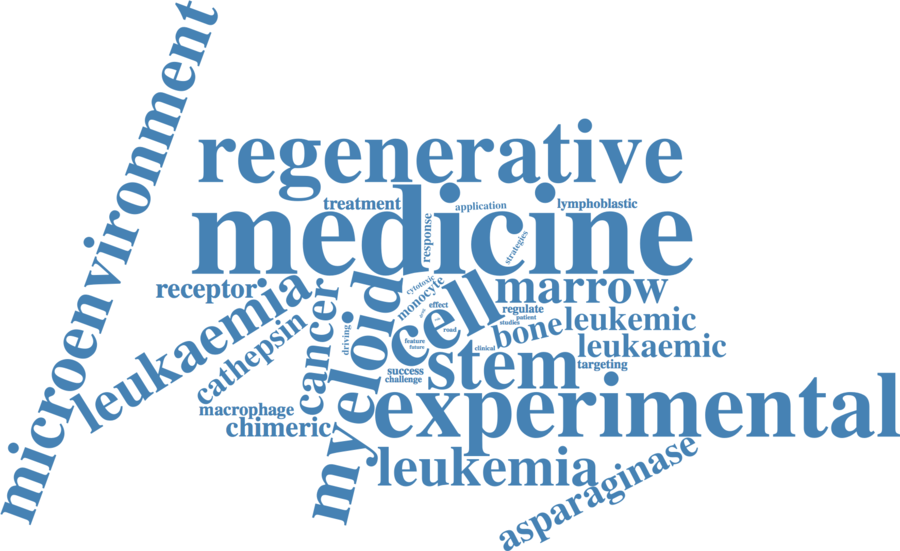 microenvironment
regenerative
treatment
application
lymphoblastic
medicine
response
strategies
receptor
leukaemia
cytotoxic
monocyte
cell
marrow
cancer
myeloid
effect
regulate
patient
studies
cathepsin
driving
road
bone
leukemic
feature
future
clinical
leukaemic
stem
targeting
success
challenge
macrophage
chimeric
experimental
leukemia
asparaginase